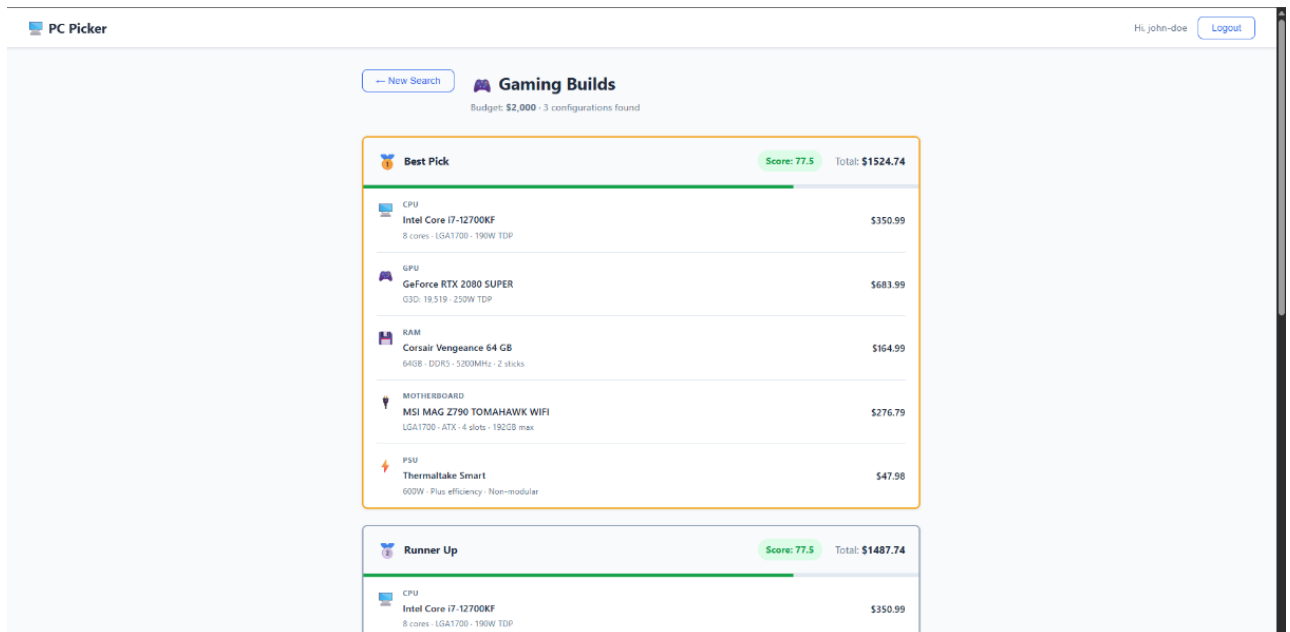 PC Picker
Hi, john-doe
Logout
← New Search
Gaming Builds
Budget: $2,000 · 3 configurations found
Best Pick
Score: 77.5
Total: $1524.74
CPU
Intel Core i7-12700KF
$350.99
8 cores · LGA1700 · 190W TDP
GPU
GeForce RTX 2080 SUPER
$683.99
G3D: 19,519 · 250W TDP
RAM
Corsair Vengeance 64 GB
$164.99
64GB · DDR5 · 5200MHz · 2 sticks
MOTHERBOARD
MSI MAG Z790 TOMAHAWK WIFI
$276.79
LGA1700 · ATX · 4 slots · 192GB max
PSU
Thermaltake Smart
$47.98
600W · Plus efficiency · Non-modular
Runner Up
Score: 77.5
Total: $1487.74
CPU
Intel Core i7-12700KF
$350.99
8 cores · LGA1700 · 190W TDP